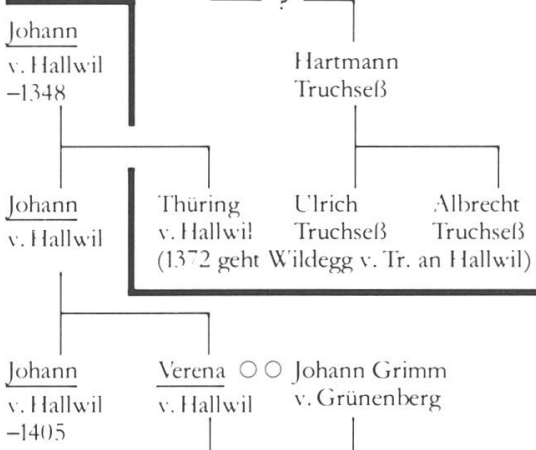 ?
Johann
v. Hallwil
–1348
Hartmann
Truchseß
Johann
v. Hallwil
Thüring
v. Hallwil
Ulrich
Truchseß
Albrecht
Truchseß
(1372 geht Wildegg v. Tr. an Hallwil)
Johann
v. Hallwil
–1405
Verena
v. Hallwil
○○
Johann Grimm
v. Grünenberg